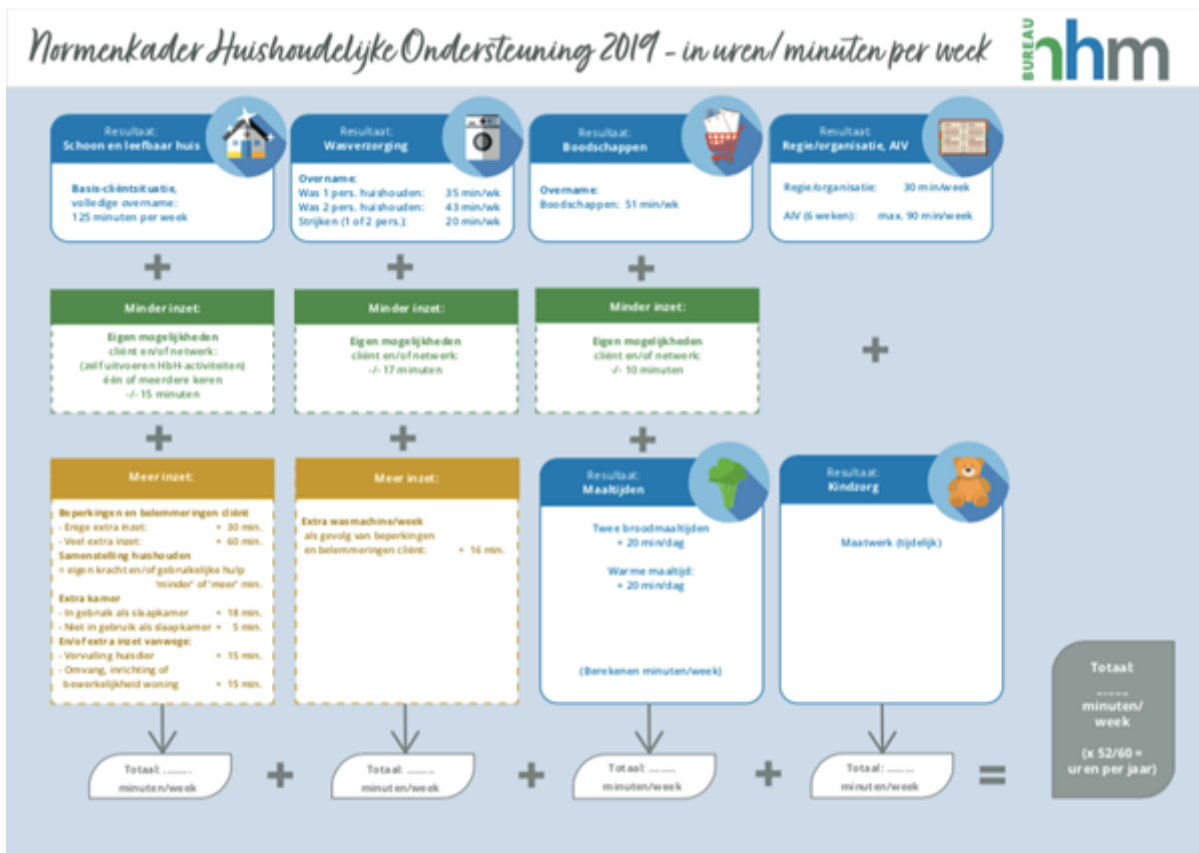 Normenkader Huishoudelijke Ondersteuning 2019 - in uren/ minuten per week
BUREAU
nhm
Resultaat:
Schoon en leefbaar huis
Basis-cliëntsituatie,
volledige overname:
125 minuten per week
Resultaat:
Wasverzorging
Overname:
Was 1 pers. huishouden: 35 min/wk
Was 2 pers. huishouden: 43 min/wk
Strijken (1 of 2 pers.): 20 min/wk
Resultaat:
Boodschappen
Overname:
Boodschappen: 51 min/wk
Resultaat:
Regie/organisatie, AIV
Regie/organisatie: 30 min/week
AIV (6 weken): max. 90 min/week
+
+
+
Minder inzet:
Eigen mogelijkheden
cliënt en/of netwerk:
(zelf uitvoeren HbH-activiteiten)
één of meerdere keren
-/- 15 minuten
Minder inzet:
Eigen mogelijkheden
cliënt en/of netwerk:
-/- 17 minuten
Minder inzet:
Eigen mogelijkheden
cliënt en/of netwerk:
-/- 10 minuten
+
+
+
+
Meer inzet:
Beperkingen en belemmeringen cliënt
- Enige extra inzet: + 30 min.
- Veel extra inzet: + 60 min.
Samenstelling huishouden
= eigen kracht en/of gebruikelijke hulp
'minder' of 'meer' min.
Extra kamer
- In gebruik als slaapkamer + 18 min.
- Niet in gebruik als slaapkamer + 5 min.
En/of extra inzet vanwege:
- Vervuiling huisdier + 15 min.
- Omvang, inrichting of
bewerkelijkheid woning + 15 min.
Meer inzet:
Extra wasmachine/week
als gevolg van beperkingen
en belemmeringen cliënt: + 16 min.
Resultaat:
Maaltijden
Twee broodmaaltijden
+ 20 min/dag
Warme maaltijd:
+ 20 min/dag
(Berekenen minuten/week)
Resultaat:
Kindzorg
Maatwerk (tijdelijk)
Totaal: ........
minuten/week
+
Totaal: ........
minuten/week
+
Totaal: ........
minuten/week
+
Totaal: ........
minuten/week
=
Totaal:
........
minuten/
week
(x 52/60 =
uren per jaar)